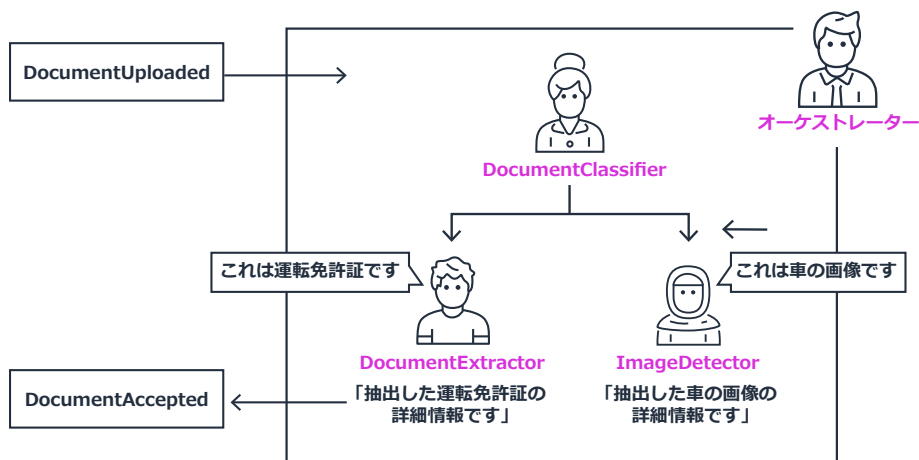 DocumentUploaded
オーケストレーター
DocumentClassifier
これは運転免許証です
これは車の画像です
DocumentExtractor
ImageDetector
「抽出した運転免許証の
詳細情報です」
「抽出した車の画像の
詳細情報です」
DocumentAccepted